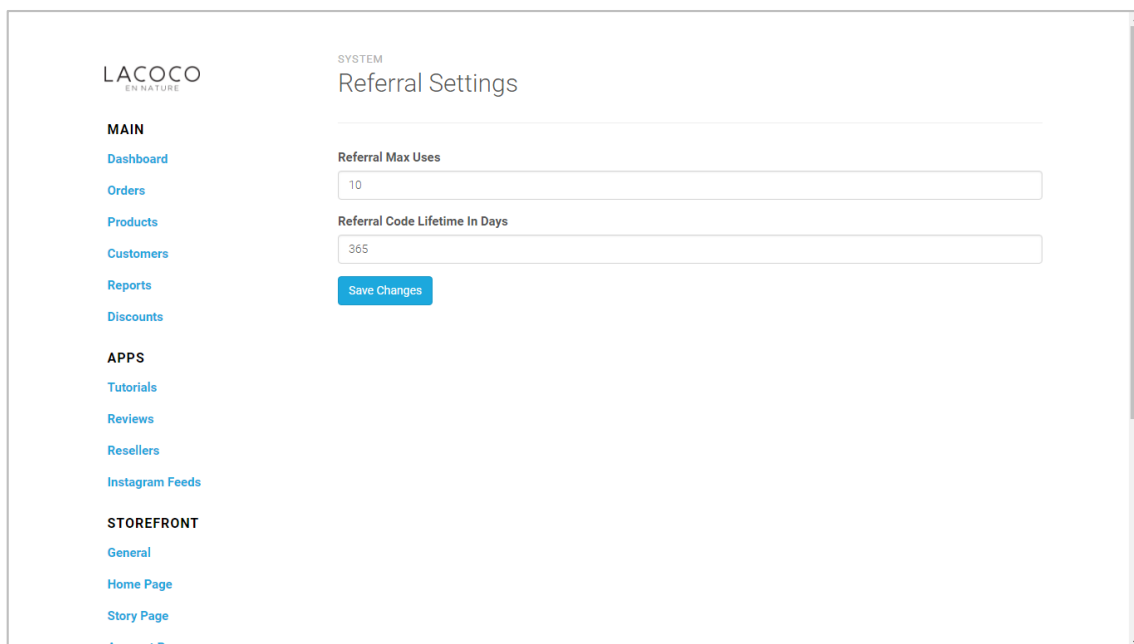 LACOCO
EN NATURE
MAIN
Dashboard
Orders
Products
Customers
Reports
Discounts
APPS
Tutorials
Reviews
Resellers
Instagram Feeds
STOREFRONT
General
Home Page
Story Page
SYSTEM
Referral Settings
Referral Max Uses
10
Referral Code Lifetime In Days
365
Save Changes